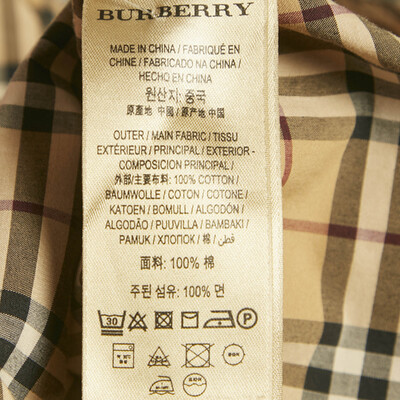 BURBERRY
MADE IN CHINA / FABRIQUÉ EN
CHINE / FABRICADO NA CHINA /
HECHO EN CHINA
원산지: 중국
原產地 中國 / 原产地 中国
OUTER / MAIN FABRIC / TISSU
EXTÉRIEUR / PRINCIPAL / EXTERIOR -
COMPOSICION PRINCIPAL /
外部/主要布料: 100% COTTON /
BAUMWOLLE / COTON / COTONE /
KATOEN / BOMULL / ALGODÓN /
ALGODÃO / PUUVILLA / BAMBAKI /
PAMUK / ХЛОПОК / 棉 / قطن
面料: 100% 棉
주된 섬유: 100% 면
30 P